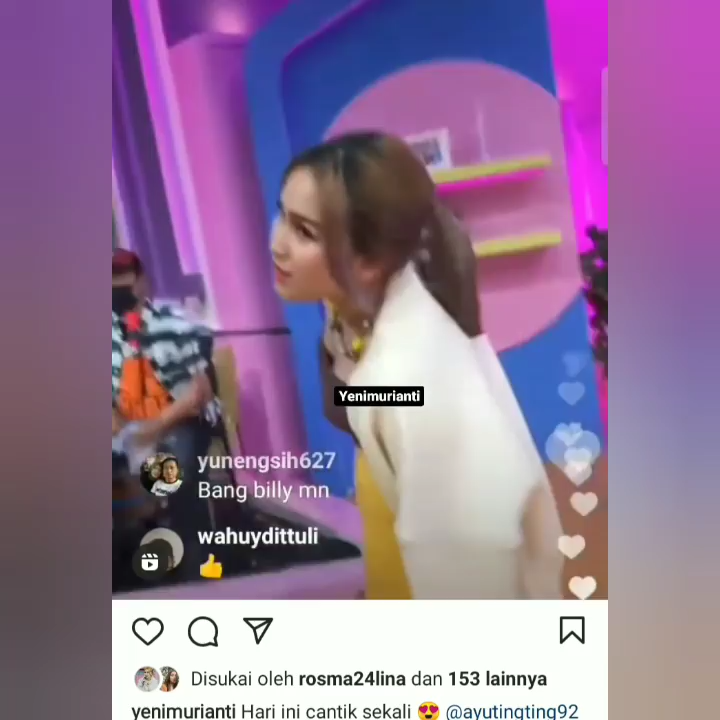 Yenimurianti
yunengsih627
Bang billy mn
wahuydittuli
👍
Disukai oleh rosma24lina dan 153 lainnya
yenimurianti Hari ini cantik sekali 😍 @ayutingting92